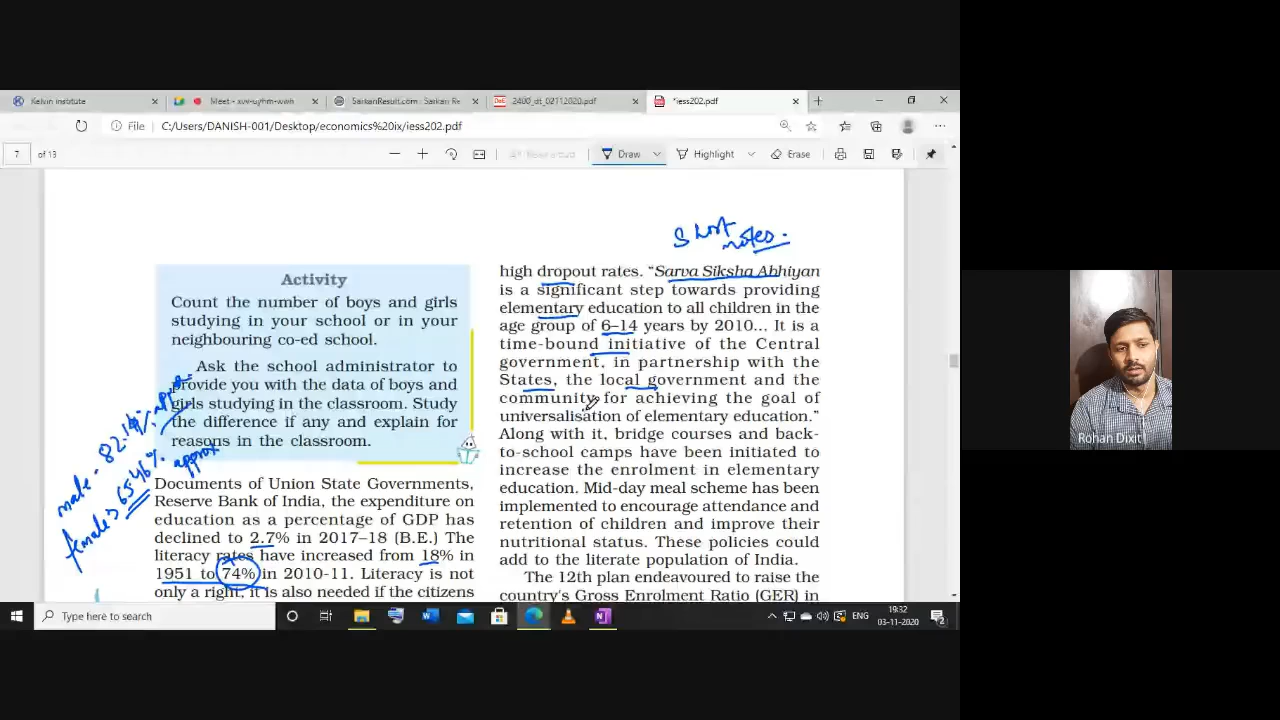 Kelvin Institute
Meet - xvv-uyhm-wwh
SarkariResult.com : Sarkari Re
2400_dt_02112020.pdf
*iess202.pdf
File
C:/Users/DANISH-001/Desktop/economics%20ix/iess202.pdf
7 of 13
Read aloud
Draw
Highlight
Erase
Short
notes.
Activity
Count the number of boys and girls
studying in your school or in your
neighbouring co-ed school.
Ask the school administrator to
provide you with the data of boys and
girls studying in the classroom. Study
the difference if any and explain for
reasons in the classroom.
male - 82.14% approx
female 65.46% approx
Documents of Union State Governments,
Reserve Bank of India, the expenditure on
education as a percentage of GDP has
declined to 2.7% in 2017–18 (B.E.) The
literacy rates have increased from 18% in
1951 to 74% in 2010-11. Literacy is not
only a right, it is also needed if the citizens
high dropout rates. “Sarva Siksha Abhiyan
is a significant step towards providing
elementary education to all children in the
age group of 6–14 years by 2010... It is a
time-bound initiative of the Central
government, in partnership with the
States, the local government and the
community for achieving the goal of
universalisation of elementary education.”
Along with it, bridge courses and back-
to-school camps have been initiated to
increase the enrolment in elementary
education. Mid-day meal scheme has been
implemented to encourage attendance and
retention of children and improve their
nutritional status. These policies could
add to the literate population of India.
The 12th plan endeavoured to raise the
country’s Gross Enrolment Ratio (GER) in
Rohan Dixit
Type here to search
ENG
19:32
03-11-2020
2